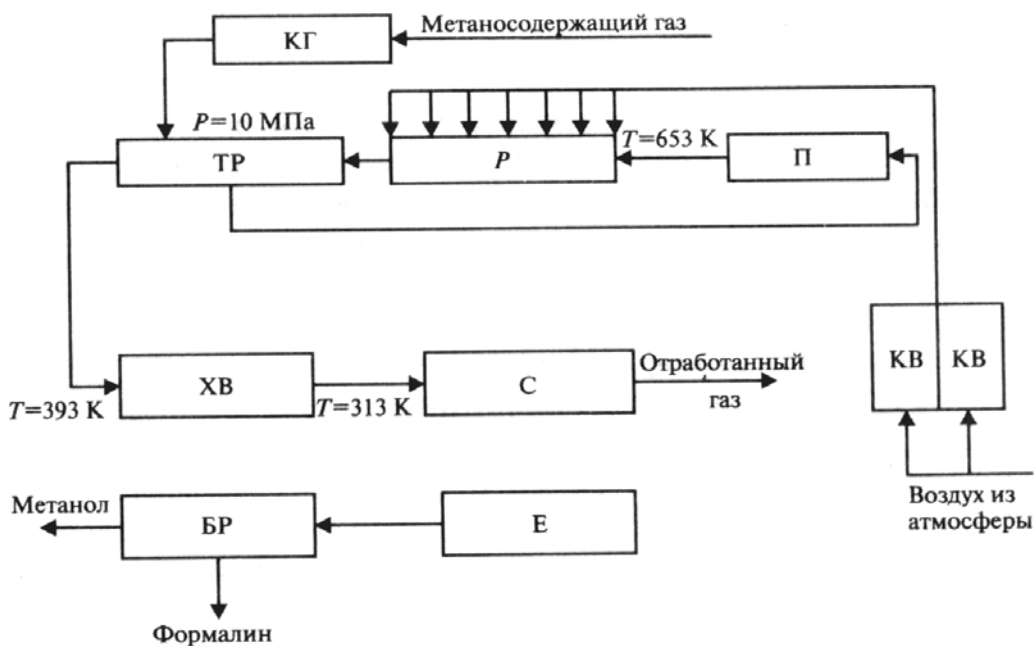 Метаносодержащий газ
КГ
P=10 МПа
ТР
P
T=653 К
П
КВ
КВ
ХВ
С
Отработанный
газ
T=393 К
T=313 К
Воздух из
атмосферы
Метанол
БР
Е
Формалин